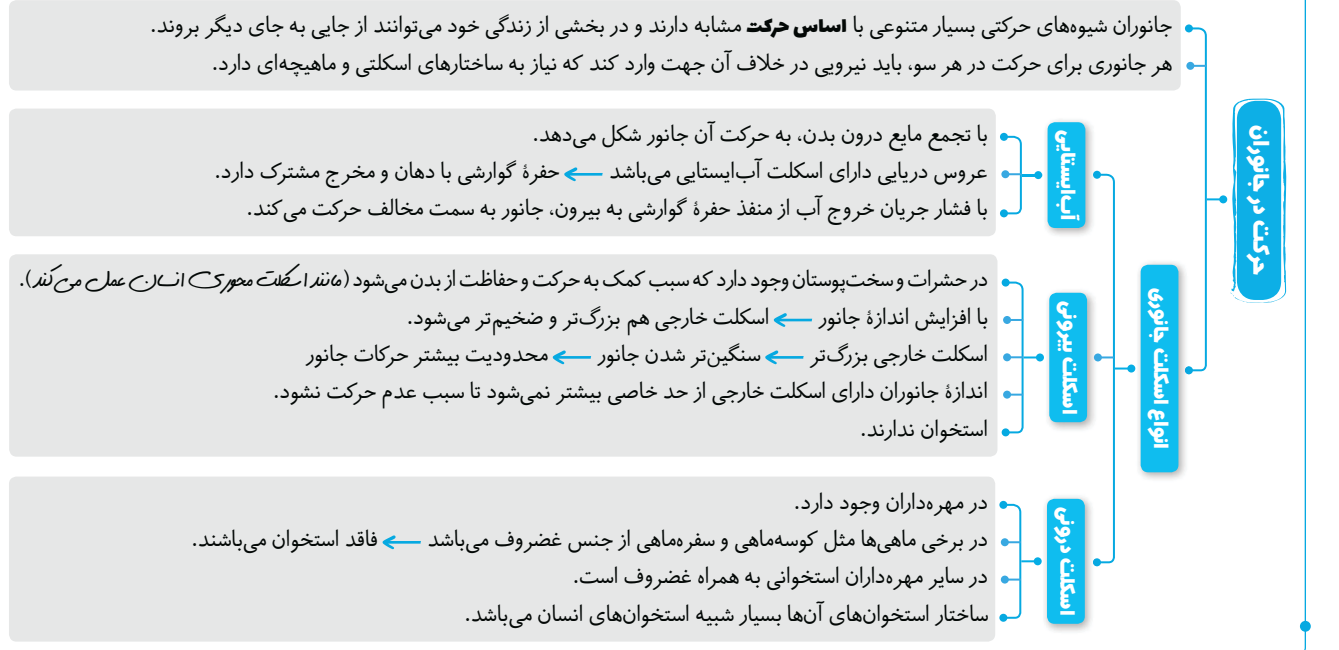 حرکت در جانوران
جانوران شیوه‌های حرکتی بسیار متنوعی با اساس حرکت مشابه دارند و در بخشی از زندگی خود می‌توانند از جایی به جای دیگر بروند.
هر جانوری برای حرکت در هر سو، باید نیرویی در خلاف آن جهت وارد کند که نیاز به ساختارهای اسکلتی و ماهیچه‌ای دارد.
انواع اسکلت جانوری
آب‌ایستایی
با تجمع مایع درون بدن، به حرکت آن جانور شکل می‌دهد.
عروس دریایی دارای اسکلت آب‌ایستایی می‌باشد ← حفرۀ گوارشی با دهان و مخرج مشترک دارد.
با فشار جریان خروج آب از منفذ حفرۀ گوارشی به بیرون، جانور به سمت مخالف حرکت می‌کند.
اسکلت بیرونی
در حشرات و سخت‌پوستان وجود دارد که سبب کمک به حرکت و حفاظت از بدن می‌شود (مانند اسکلت محوری انسان عمل می‌کند).
با افزایش اندازۀ جانور ← اسکلت خارجی هم بزرگ‌تر و ضخیم‌تر می‌شود.
اسکلت خارجی بزرگ‌تر ← سنگین‌تر شدن جانور ← محدودیت بیشتر حرکات جانور
اندازۀ جانوران دارای اسکلت خارجی از حد خاصی بیشتر نمی‌شود تا سبب عدم حرکت نشود.
استخوان ندارند.
اسکلت درونی
در مهره‌داران وجود دارد.
در برخی ماهی‌ها مثل کوسه‌ماهی و سفره‌ماهی از جنس غضروف می‌باشد ← فاقد استخوان می‌باشند.
در سایر مهره‌داران استخوانی به همراه غضروف است.
ساختار استخوان‌های آن‌ها بسیار شبیه استخوان‌های انسان می‌باشد.